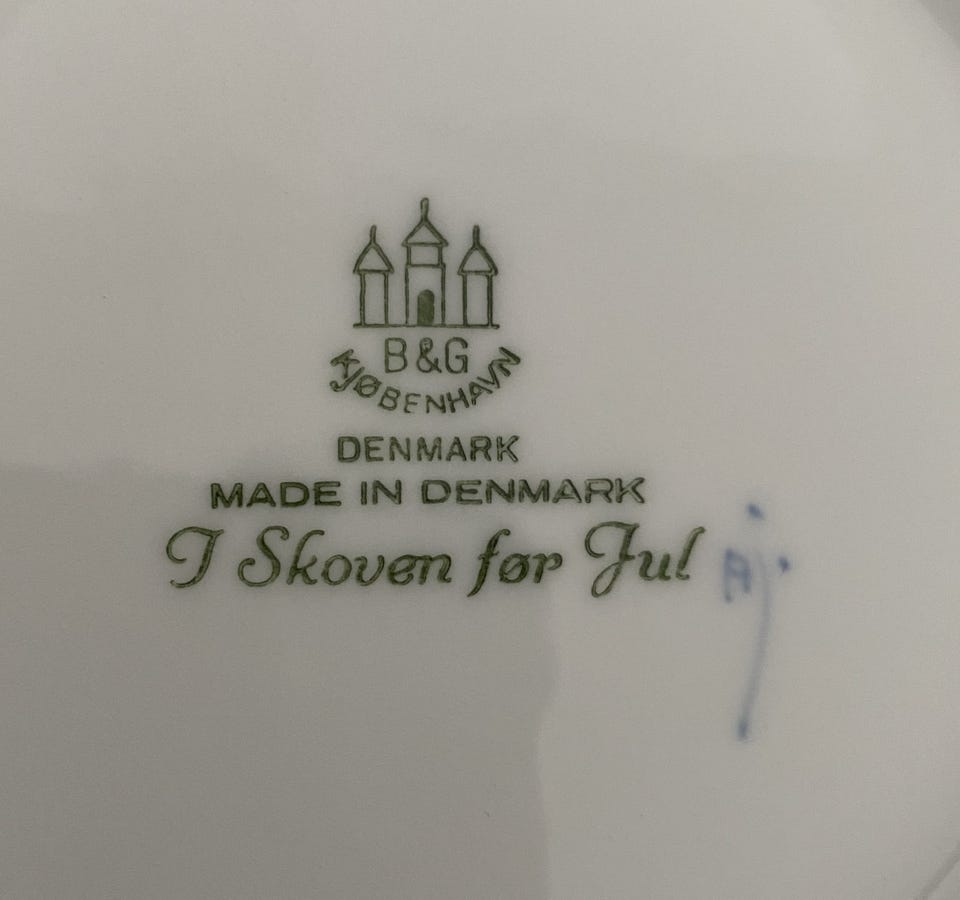 B&G
KJØBENHAVN
DENMARK
MADE IN DENMARK
I Skoven før Jul